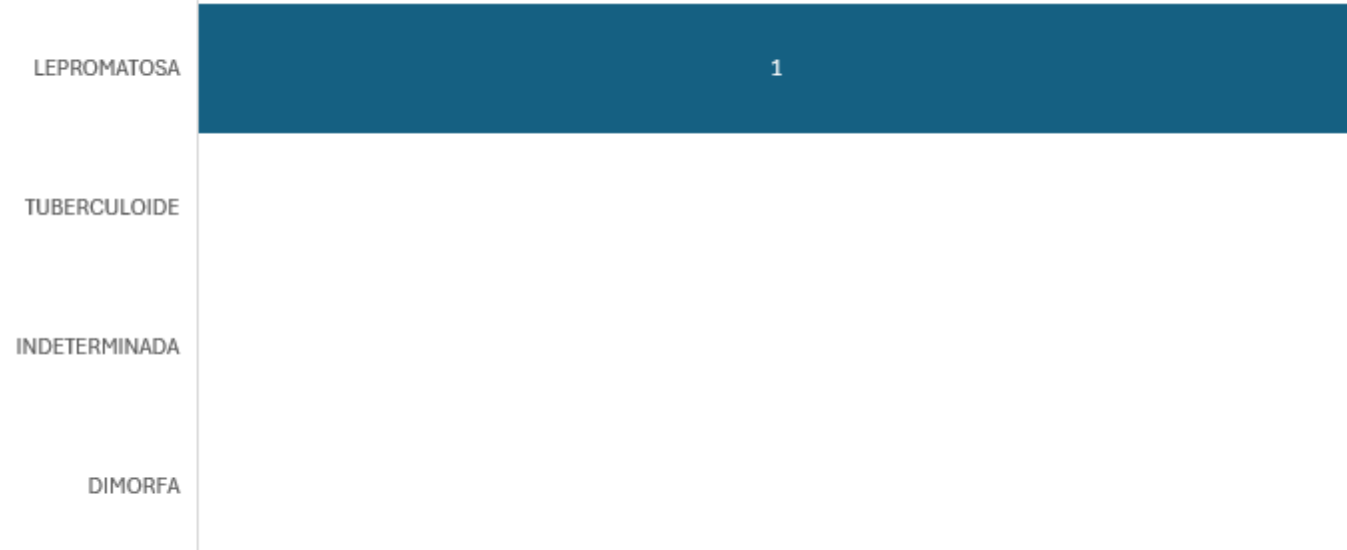 LEPROMATOSA
1
TUBERCULOIDE
INDETERMINADA
DIMORFA